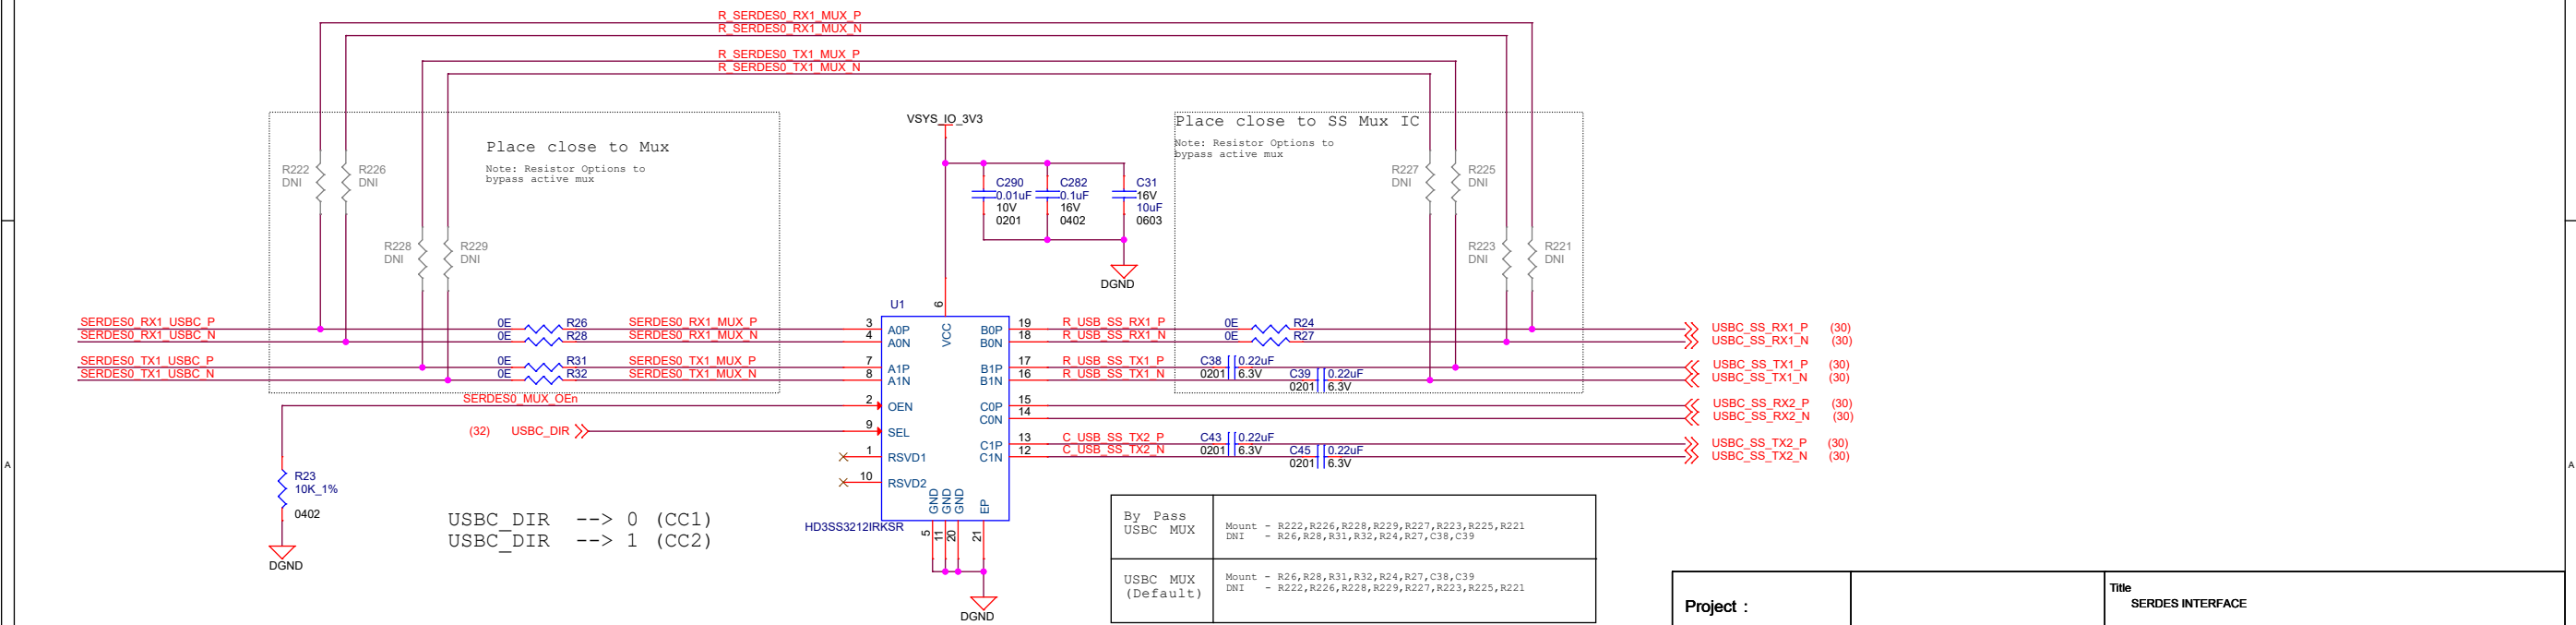 R_SERDES0_RX1_MUX_P
R_SERDES0_RX1_MUX_N
R_SERDES0_TX1_MUX_P
R_SERDES0_TX1_MUX_N
Place close to Mux
Note: Resistor Options to
bypass active mux
R222
DNI
R226
DNI
R228
DNI
R229
DNI
VSYS_IO_3V3
C290
0.01uF
10V
0201
C282
0.1uF
16V
0402
C31
16V
10uF
0603
DGND
Place close to SS Mux IC
Note: Resistor Options to
bypass active mux
R227
DNI
R225
DNI
R223
DNI
R221
DNI
SERDES0_RX1_USBC_P
SERDES0_RX1_USBC_N
SERDES0_TX1_USBC_P
SERDES0_TX1_USBC_N
0E R26
0E R28
0E R31
0E R32
SERDES0_RX1_MUX_P
SERDES0_RX1_MUX_N
SERDES0_TX1_MUX_P
SERDES0_TX1_MUX_N
SERDES0_MUX_OEn
(32) USBC_DIR
R23
10K_1%
0402
DGND
U1
6
VCC
3 A0P
4 A0N
7 A1P
8 A1N
2 OEN
9 SEL
1 RSVD1
10 RSVD2
B0P 19
B0N 18
B1P 17
B1N 16
C0P 15
C0N 14
C1P 13
C1N 12
GND
GND
GND
EP
5
11
20
21
HD3SS3212IRKSR
DGND
R_USB_SS_RX1_P
R_USB_SS_RX1_N
R_USB_SS_TX1_P
R_USB_SS_TX1_N
C_USB_SS_TX2_P
C_USB_SS_TX2_N
0E R24
0E R27
C38 0.22uF
0201 6.3V
C39 0.22uF
0201 6.3V
C43 0.22uF
0201 6.3V
C45 0.22uF
0201 6.3V
USBC_SS_RX1_P (30)
USBC_SS_RX1_N (30)
USBC_SS_TX1_P (30)
USBC_SS_TX1_N (30)
USBC_SS_RX2_P (30)
USBC_SS_RX2_N (30)
USBC_SS_TX2_P (30)
USBC_SS_TX2_N (30)
A
A
USBC_DIR --> 0 (CC1)
USBC_DIR --> 1 (CC2)
By Pass
USBC MUX
Mount - R222,R226,R228,R229,R227,R223,R225,R221
DNI - R26,R28,R31,R32,R24,R27,C38,C39
USBC MUX
(Default)
Mount - R26,R28,R31,R32,R24,R27,C38,C39
DNI - R222,R226,R228,R229,R227,R223,R225,R221
Project :
Title
SERDES INTERFACE